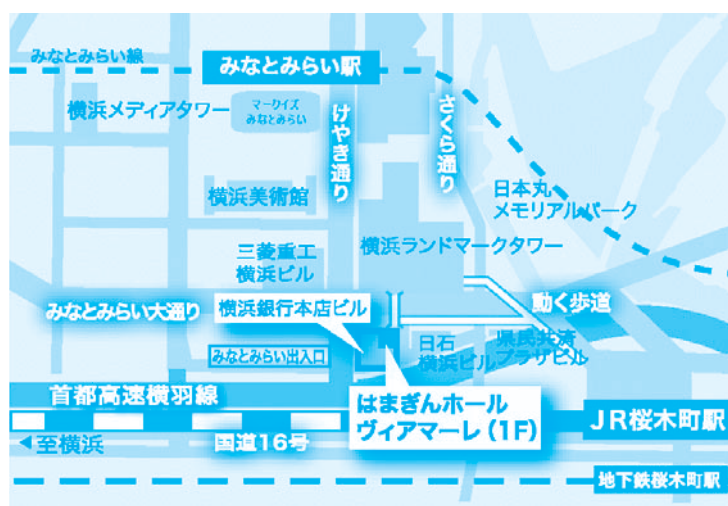 みなとみらい線
みなとみらい駅
横浜メディアタワー
マークイズ
みなとみらい
けやき通り
さくら通り
横浜美術館
日本丸
メモリアルパーク
三菱重工
横浜ビル
横浜ランドマークタワー
みなとみらい大通り
横浜銀行本店ビル
動く歩道
みなとみらい出入口
日石
横浜ビル
県民共済
プラザビル
首都高速横羽線
はまぎんホール
ヴィアマーレ(1F)
JR桜木町駅
◀至横浜
国道16号
地下鉄桜木町駅